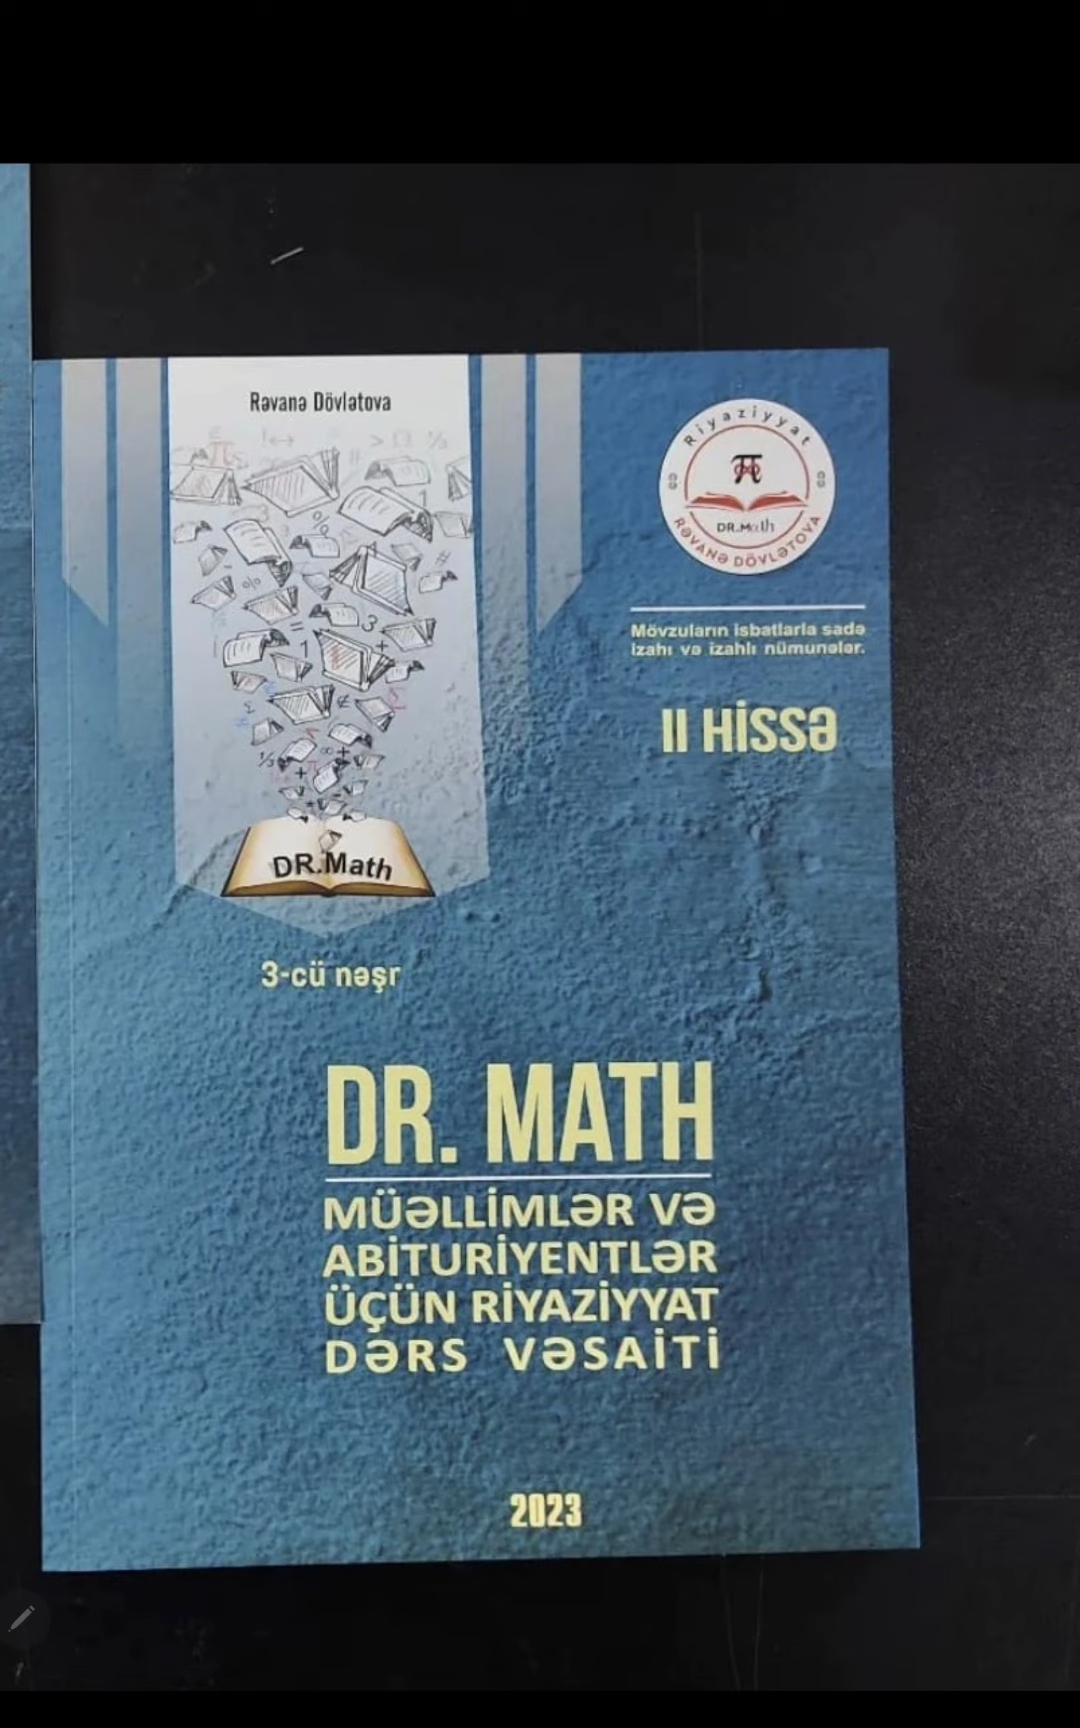 Rəvanə Dövlətova
Riyaziyyat
DR.Math
RƏVANƏ DÖVLƏTOVA
Mövzuların isbatlarla sadə
izahı və izahlı nümunələr.
II HİSSƏ
DR.Math
3-cü nəşr
DR. MATH
MÜƏLLİMLƏR VƏ
ABİTURİYENTLƏR
ÜÇÜN RİYAZİYYAT
DƏRS VƏSAİTİ
2023